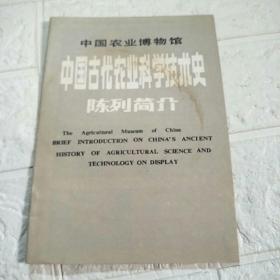 中国农业博物馆
中国古代农业科学技术史
陈列简介
The Agricultural Museum of China
BRIEF INTRODUCTION ON CHINA'S ANCIENT
HISTORY OF AGRICULTURAL SCIENCE AND
TECHNOLOGY ON DISPLAY